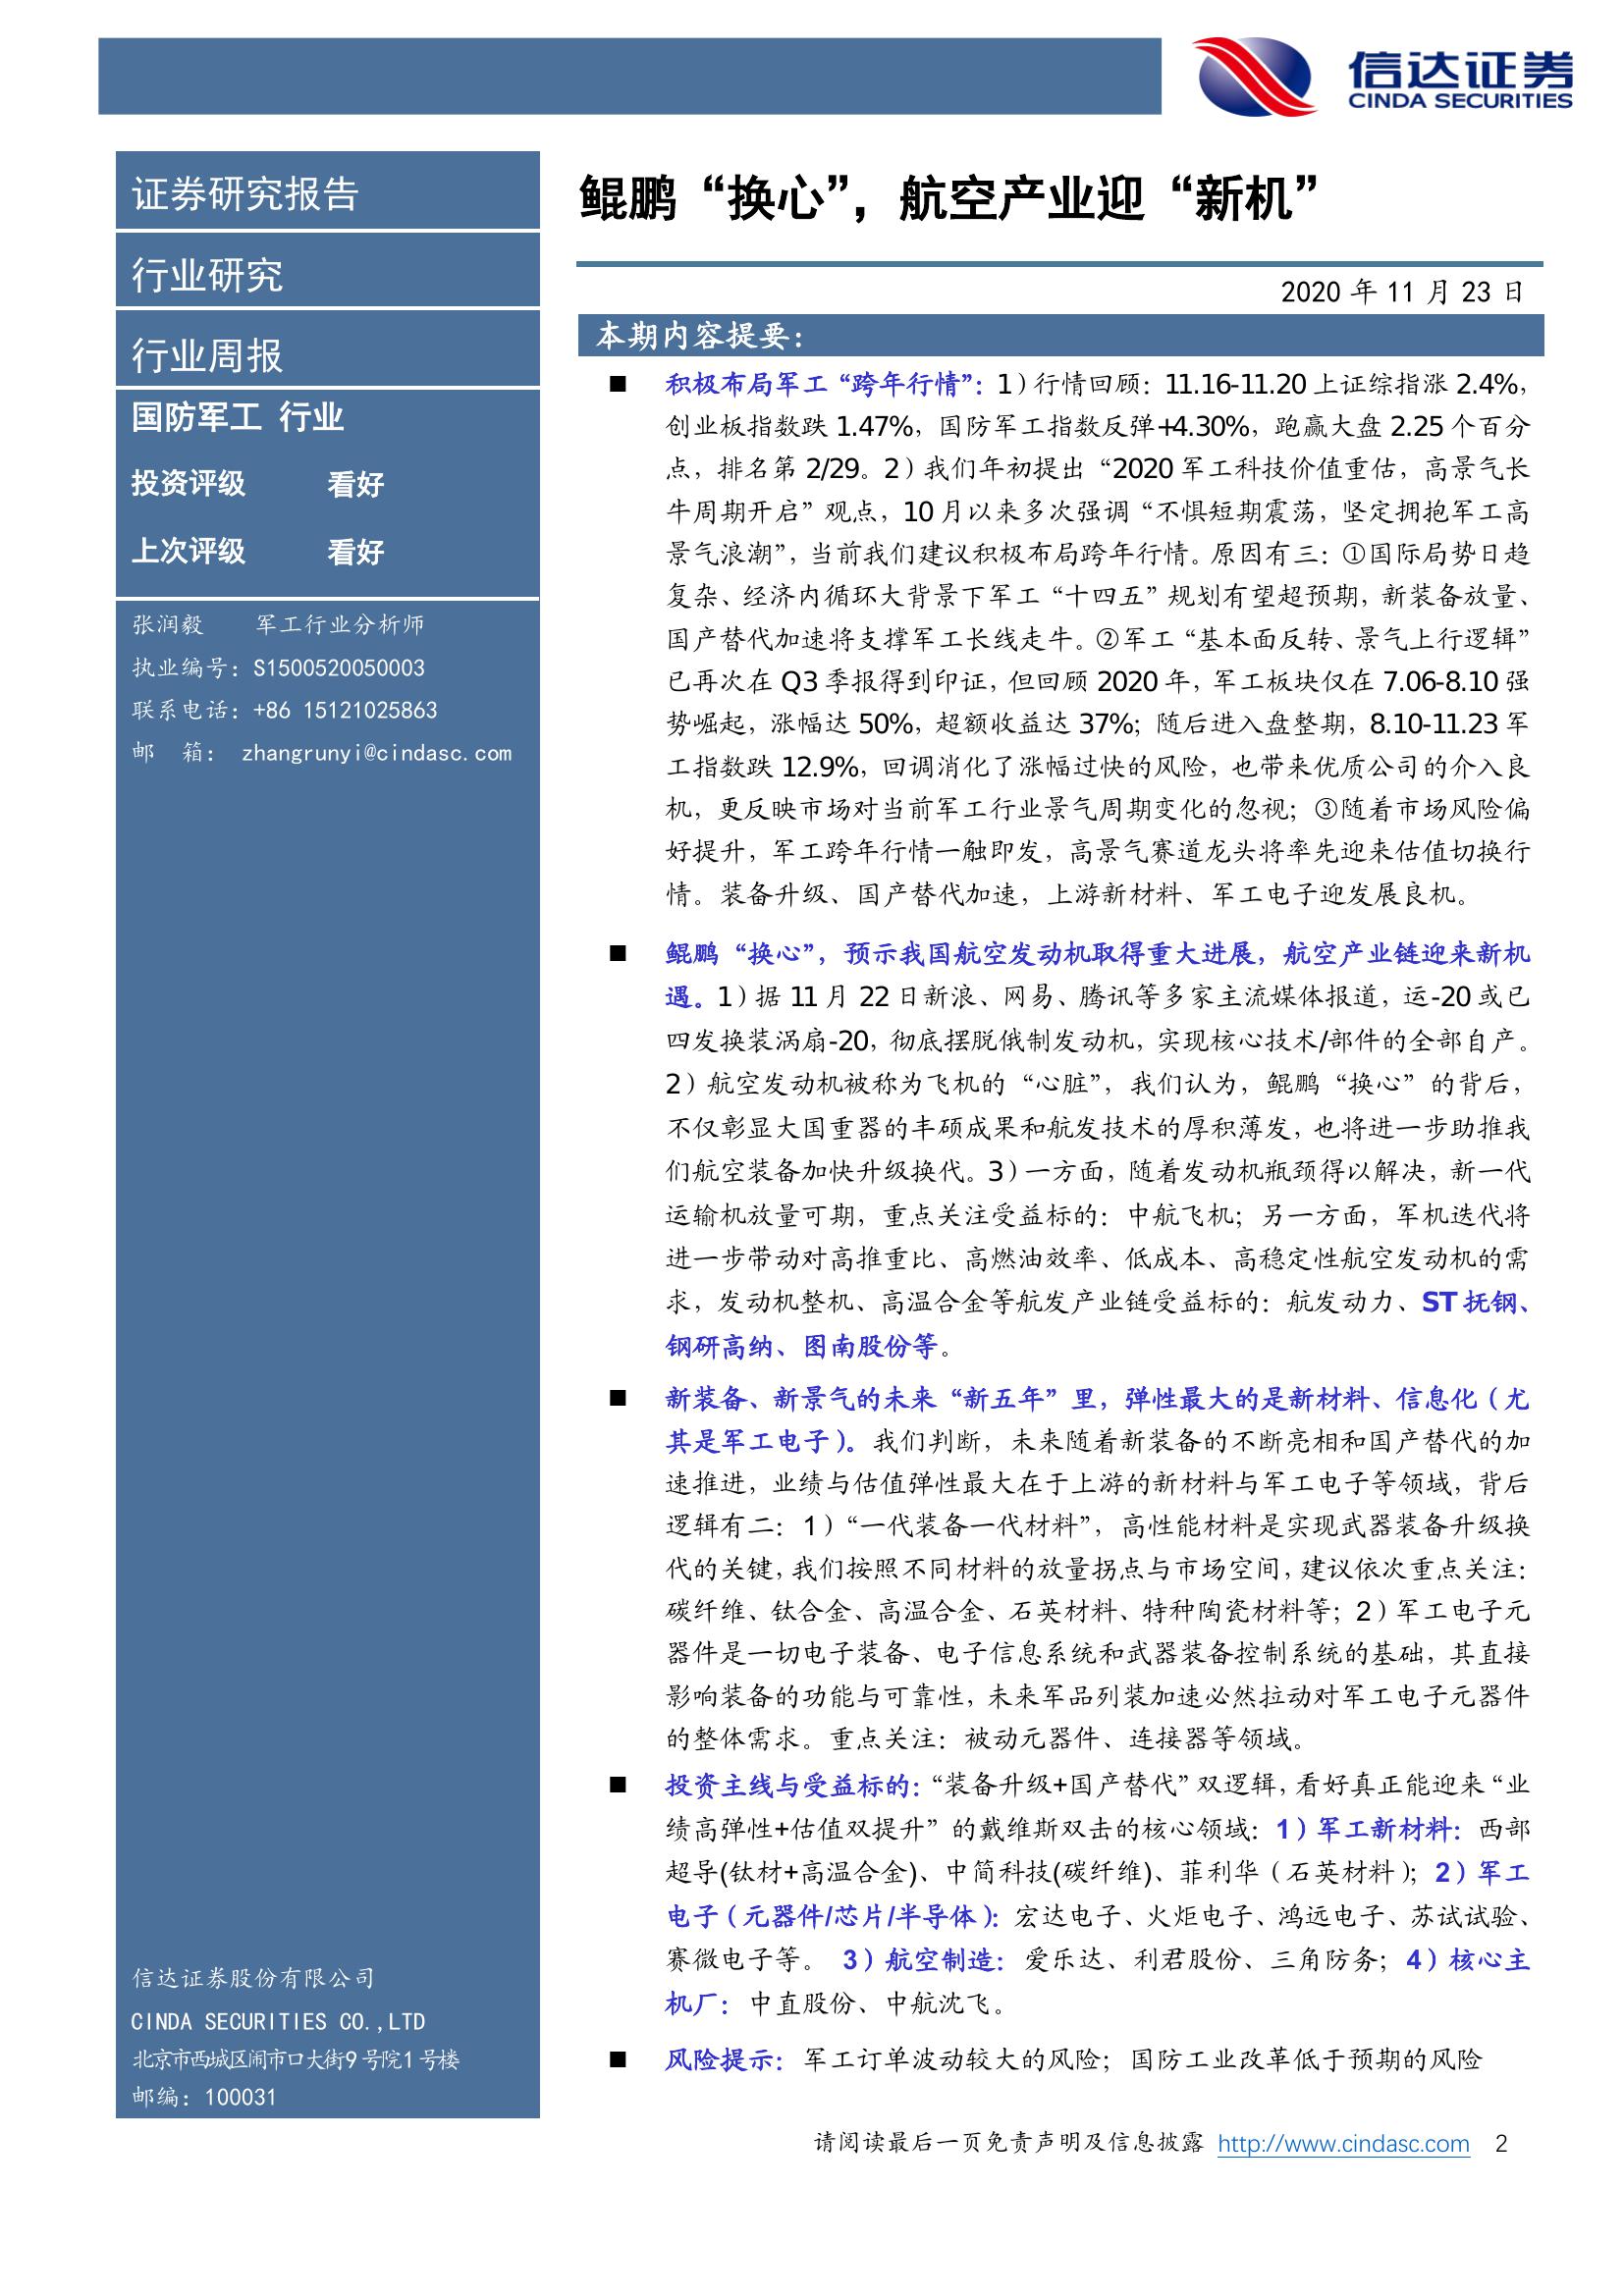 信达证券
CINDA SECURITIES
证券研究报告
行业研究
行业周报
国防军工 行业
投资评级 看好
上次评级 看好
张润毅 军工行业分析师
执业编号：S1500520050003
联系电话：+86 15121025863
邮 箱： zhangrunyi@cindasc.com
信达证券股份有限公司
CINDA SECURITIES CO.,LTD
北京市西城区闹市口大街9号院1号楼
邮编：100031
鲲鹏“换心”，航空产业迎“新机”
2020 年 11 月 23 日
本期内容提要：
■ 积极布局军工“跨年行情”：1）行情回顾：11.16-11.20 上证综指涨 2.4%，
创业板指数跌 1.47%，国防军工指数反弹+4.30%，跑赢大盘 2.25 个百分
点，排名第 2/29。2）我们年初提出“2020 军工科技价值重估，高景气长
牛周期开启”观点，10 月以来多次强调“不惧短期震荡，坚定拥抱军工高
景气浪潮”，当前我们建议积极布局跨年行情。原因有三：①国际局势日趋
复杂、经济内循环大背景下军工“十四五”规划有望超预期，新装备放量、
国产替代加速将支撑军工长线走牛。②军工“基本面反转、景气上行逻辑”
已再次在 Q3 季报得到印证，但回顾 2020 年，军工板块仅在 7.06-8.10 强
势崛起，涨幅达 50%，超额收益达 37%；随后进入盘整期，8.10-11.23 军
工指数跌 12.9%，回调消化了涨幅过快的风险，也带来优质公司的介入良
机，更反映市场对当前军工行业景气周期变化的忽视；③随着市场风险偏
好提升，军工跨年行情一触即发，高景气赛道龙头将率先迎来估值切换行
情。装备升级、国产替代加速，上游新材料、军工电子迎发展良机。
■ 鲲鹏“换心”，预示我国航空发动机取得重大进展，航空产业链迎来新机
遇。1）据 11 月 22 日新浪、网易、腾讯等多家主流媒体报道，运-20 或已
四发换装涡扇-20，彻底摆脱俄制发动机，实现核心技术/部件的全部自产。
2）航空发动机被称为飞机的“心脏”，我们认为，鲲鹏“换心”的背后，
不仅彰显大国重器的丰硕成果和航发技术的厚积薄发，也将进一步助推我
们航空装备加快升级换代。3）一方面，随着发动机瓶颈得以解决，新一代
运输机放量可期，重点关注受益标的：中航飞机；另一方面，军机迭代将
进一步带动对高推重比、高燃油效率、低成本、高稳定性航空发动机的需
求，发动机整机、高温合金等航发产业链受益标的：航发动力、ST 抚钢、
钢研高纳、图南股份等。
■ 新装备、新景气的未来“新五年”里，弹性最大的是新材料、信息化（尤
其是军工电子）。我们判断，未来随着新装备的不断亮相和国产替代的加
速推进，业绩与估值弹性最大在于上游的新材料与军工电子等领域，背后
逻辑有二：1）“一代装备一代材料”，高性能材料是实现武器装备升级换
代的关键，我们按照不同材料的放量拐点与市场空间，建议依次重点关注：
碳纤维、钛合金、高温合金、石英材料、特种陶瓷材料等；2）军工电子元
器件是一切电子装备、电子信息系统和武器装备控制系统的基础，其直接
影响装备的功能与可靠性，未来军品列装加速必然拉动对军工电子元器件
的整体需求。重点关注：被动元器件、连接器等领域。
■ 投资主线与受益标的：“装备升级+国产替代”双逻辑，看好真正能迎来“业
绩高弹性+估值双提升”的戴维斯双击的核心领域：1）军工新材料：西部
超导(钛材+高温合金)、中简科技(碳纤维)、菲利华（石英材料）；2）军工
电子（元器件/芯片/半导体）：宏达电子、火炬电子、鸿远电子、苏试试验、
赛微电子等。 3）航空制造：爱乐达、利君股份、三角防务；4）核心主
机厂：中直股份、中航沈飞。
■ 风险提示：军工订单波动较大的风险；国防工业改革低于预期的风险
请阅读最后一页免责声明及信息披露 http://www.cindasc.com 2